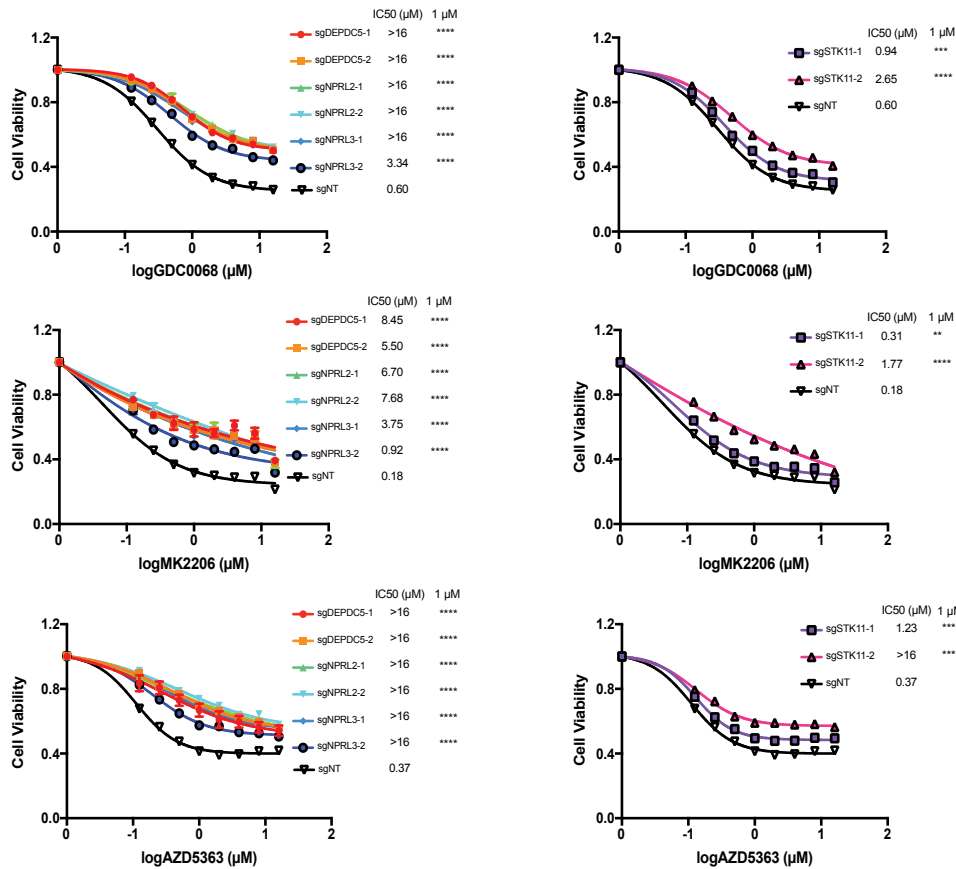 IC50 (µM) 1 µM
sgDEPDC5-1 >16 ****
sgDEPDC5-2 >16 ****
sgNPRL2-1 >16 ****
sgNPRL2-2 >16 ****
sgNPRL3-1 >16 ****
sgNPRL3-2 3.34 ****
sgNT 0.60
1.2
0.8
0.4
0.0
Cell Viability
0 -1 0 1 2
logGDC0068 (µM)
IC50 (µM) 1 µM
sgSTK11-1 0.94 ***
sgSTK11-2 2.65 ****
sgNT 0.60
1.2
0.8
0.4
0.0
Cell Viability
0 -1 0 1 2
logGDC0068 (µM)
IC50 (µM) 1 µM
sgDEPDC5-1 8.45 ****
sgDEPDC5-2 5.50 ****
sgNPRL2-1 6.70 ****
sgNPRL2-2 7.68 ****
sgNPRL3-1 3.75 ****
sgNPRL3-2 0.92 ****
sgNT 0.18
1.2
0.8
0.4
0.0
Cell Viability
0 -1 0 1 2
logMK2206 (µM)
IC50 (µM) 1 µM
sgSTK11-1 0.31 **
sgSTK11-2 1.77 ****
sgNT 0.18
1.2
0.8
0.4
0.0
Cell Viability
0 -1 0 1 2
logMK2206 (µM)
IC50 (µM) 1 µM
sgDEPDC5-1 >16 ****
sgDEPDC5-2 >16 ****
sgNPRL2-1 >16 ****
sgNPRL2-2 >16 ****
sgNPRL3-1 >16 ****
sgNPRL3-2 >16 ****
sgNT 0.37
1.2
0.8
0.4
0.0
Cell Viability
0 -1 0 1 2
logAZD5363 (µM)
IC50 (µM) 1 µM
sgSTK11-1 1.23 ***
sgSTK11-2 >16 ***
sgNT 0.37
1.2
0.8
0.4
0.0
Cell Viability
0 -1 0 1 2
logAZD5363 (µM)